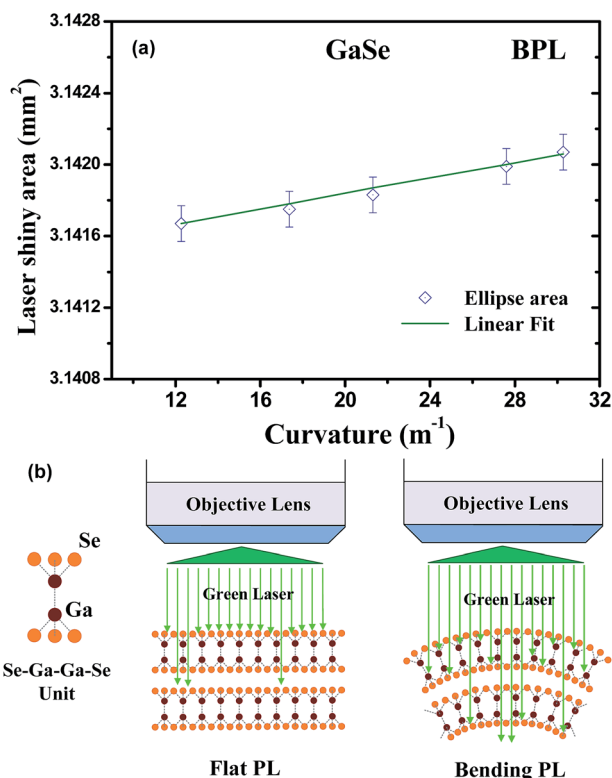 (a)
GaSe
BPL
3.1428
3.1424
3.1420
3.1416
3.1412
3.1408
Laser shiny area (mm²)
Ellipse area
Linear Fit
12 16 20 24 28 32
Curvature (m⁻¹)
(b)
Se
Ga
Se-Ga-Ga-Se
Unit
Objective Lens
Green Laser
Flat PL
Objective Lens
Green Laser
Bending PL